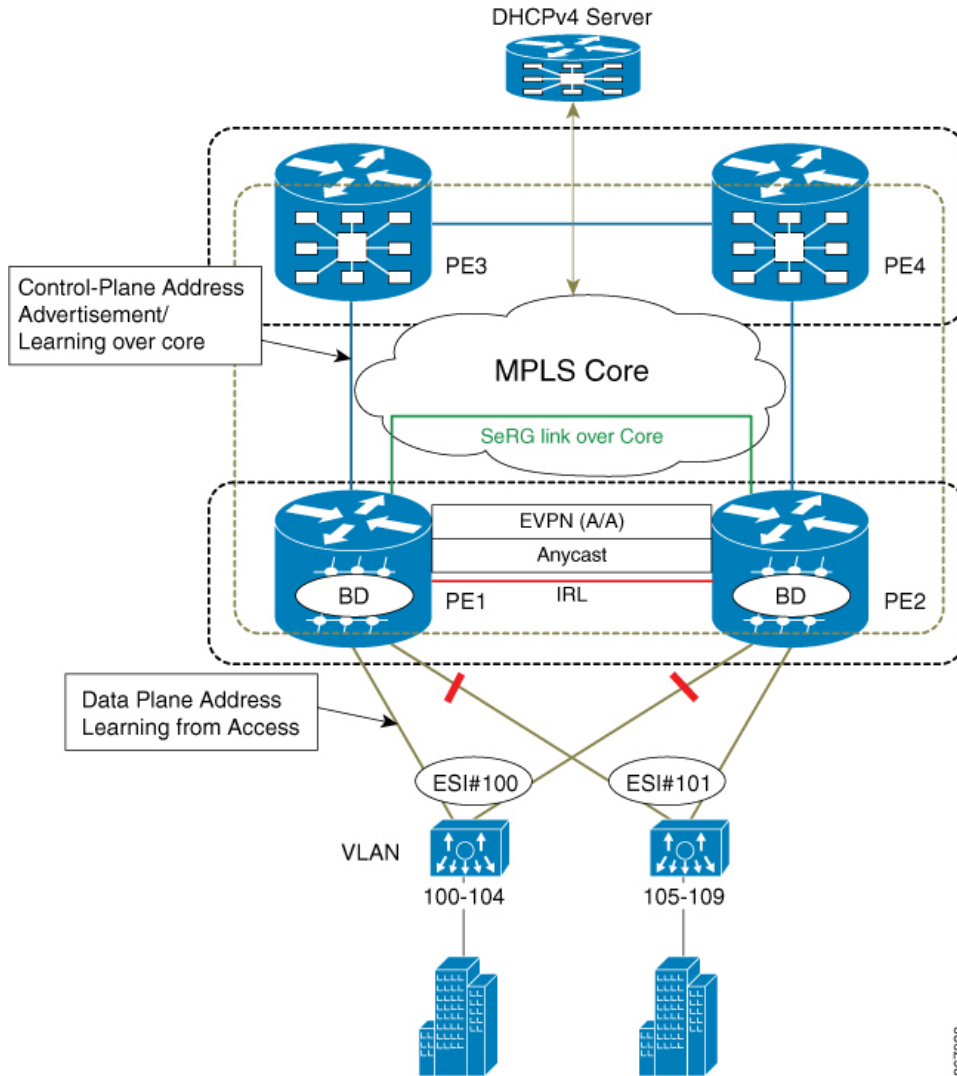 DHCPv4 Server
PE3
PE4
Control-Plane Address
Advertisement/
Learning over core
MPLS Core
SeRG link over Core
EVPN (A/A)
Anycast
IRL
BD
PE1
BD
PE2
Data Plane Address
Learning from Access
ESI#100
ESI#101
VLAN
100-104
105-109